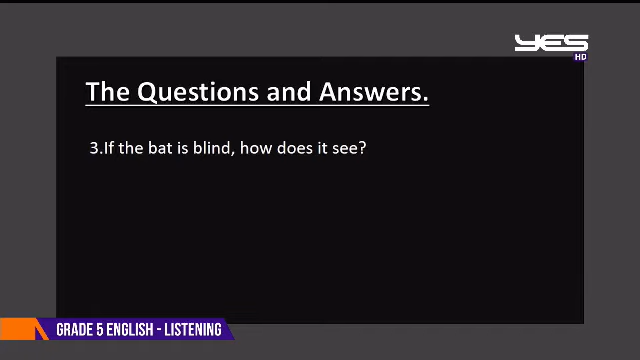 YES
HD
The Questions and Answers.
3.If the bat is blind, how does it see?
GRADE 5 ENGLISH - LISTENING